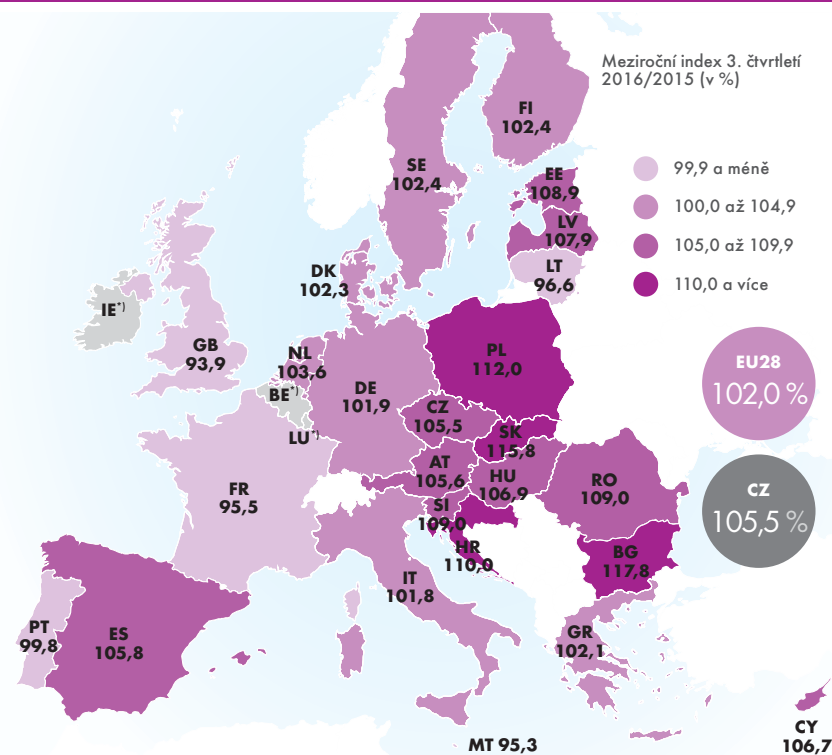 Meziroční index 3. čtvrtletí
2016/2015 (v %)
99,9 a méně
100,0 až 104,9
105,0 až 109,9
110,0 a více
FI
102,4
SE
102,4
EE
108,9
LV
107,9
LT
96,6
DK
102,3
IE*)
GB
93,9
NL
103,6
BE*)
LU*)
DE
101,9
PL
112,0
CZ
105,5
SK
115,8
AT
105,6
HU
106,9
RO
109,0
SI
109,0
HR
110,0
BG
117,8
FR
95,5
IT
101,8
PT
99,8
ES
105,8
GR
102,1
MT 95,3
CY
106,7
EU28
102,0 %
CZ
105,5 %